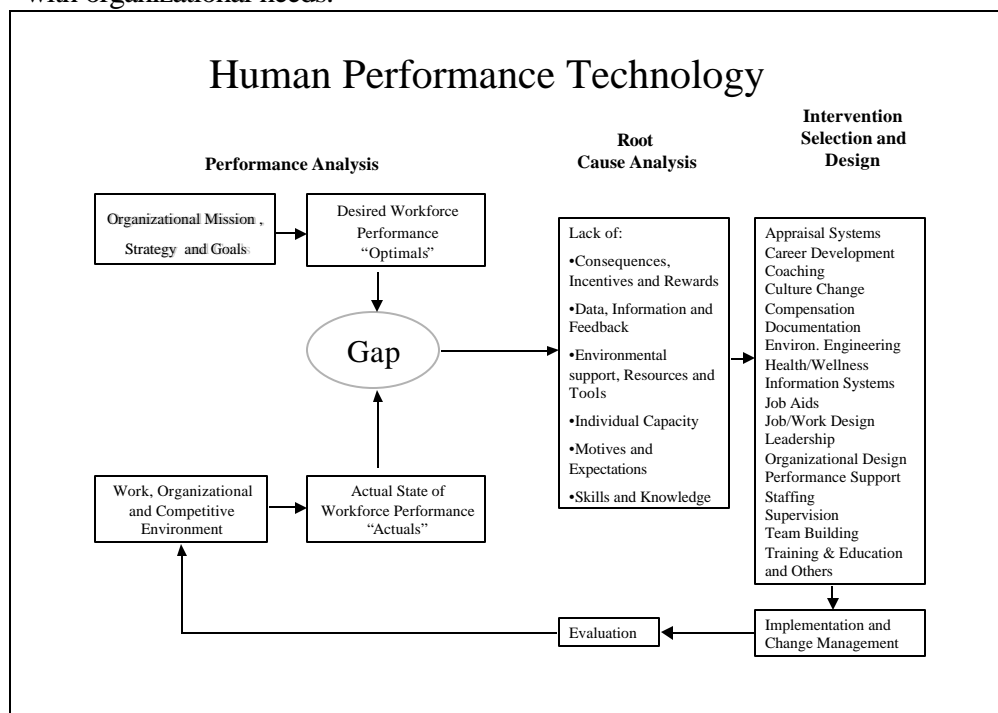 with organizational needs.
Human Performance Technology
Performance Analysis
Root
Cause Analysis
Intervention
Selection and
Design
Organizational Mission ,
Strategy and Goals
Desired Workforce
Performance
“Optimals”
Gap
Work, Organizational
and Competitive
Environment
Actual State of
Workforce Performance
“Actuals”
Lack of:
•Consequences,
Incentives and Rewards
•Data, Information and
Feedback
•Environmental
support, Resources and
Tools
•Individual Capacity
•Motives and
Expectations
•Skills and Knowledge
Appraisal Systems
Career Development
Coaching
Culture Change
Compensation
Documentation
Environ. Engineering
Health/Wellness
Information Systems
Job Aids
Job/Work Design
Leadership
Organizational Design
Performance Support
Staffing
Supervision
Team Building
Training & Education
and Others
Implementation and
Change Management
Evaluation